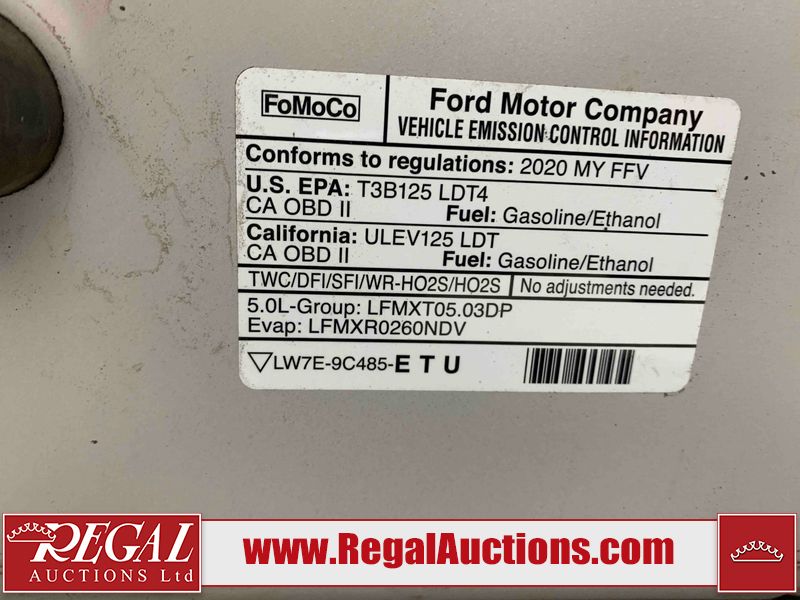 FoMoCo
Ford Motor Company
VEHICLE EMISSION CONTROL INFORMATION
Conforms to regulations: 2020 MY FFV
U.S. EPA: T3B125 LDT4
CA OBD II Fuel: Gasoline/Ethanol
California: ULEV125 LDT
CA OBD II Fuel: Gasoline/Ethanol
TWC/DFI/SFI/WR-HO2S/HO2S No adjustments needed.
5.0L-Group: LFMXT05.03DP
Evap: LFMXR0260NDV
LW7E-9C485-E T U
REGAL
AUCTIONS Ltd
www.RegalAuctions.com